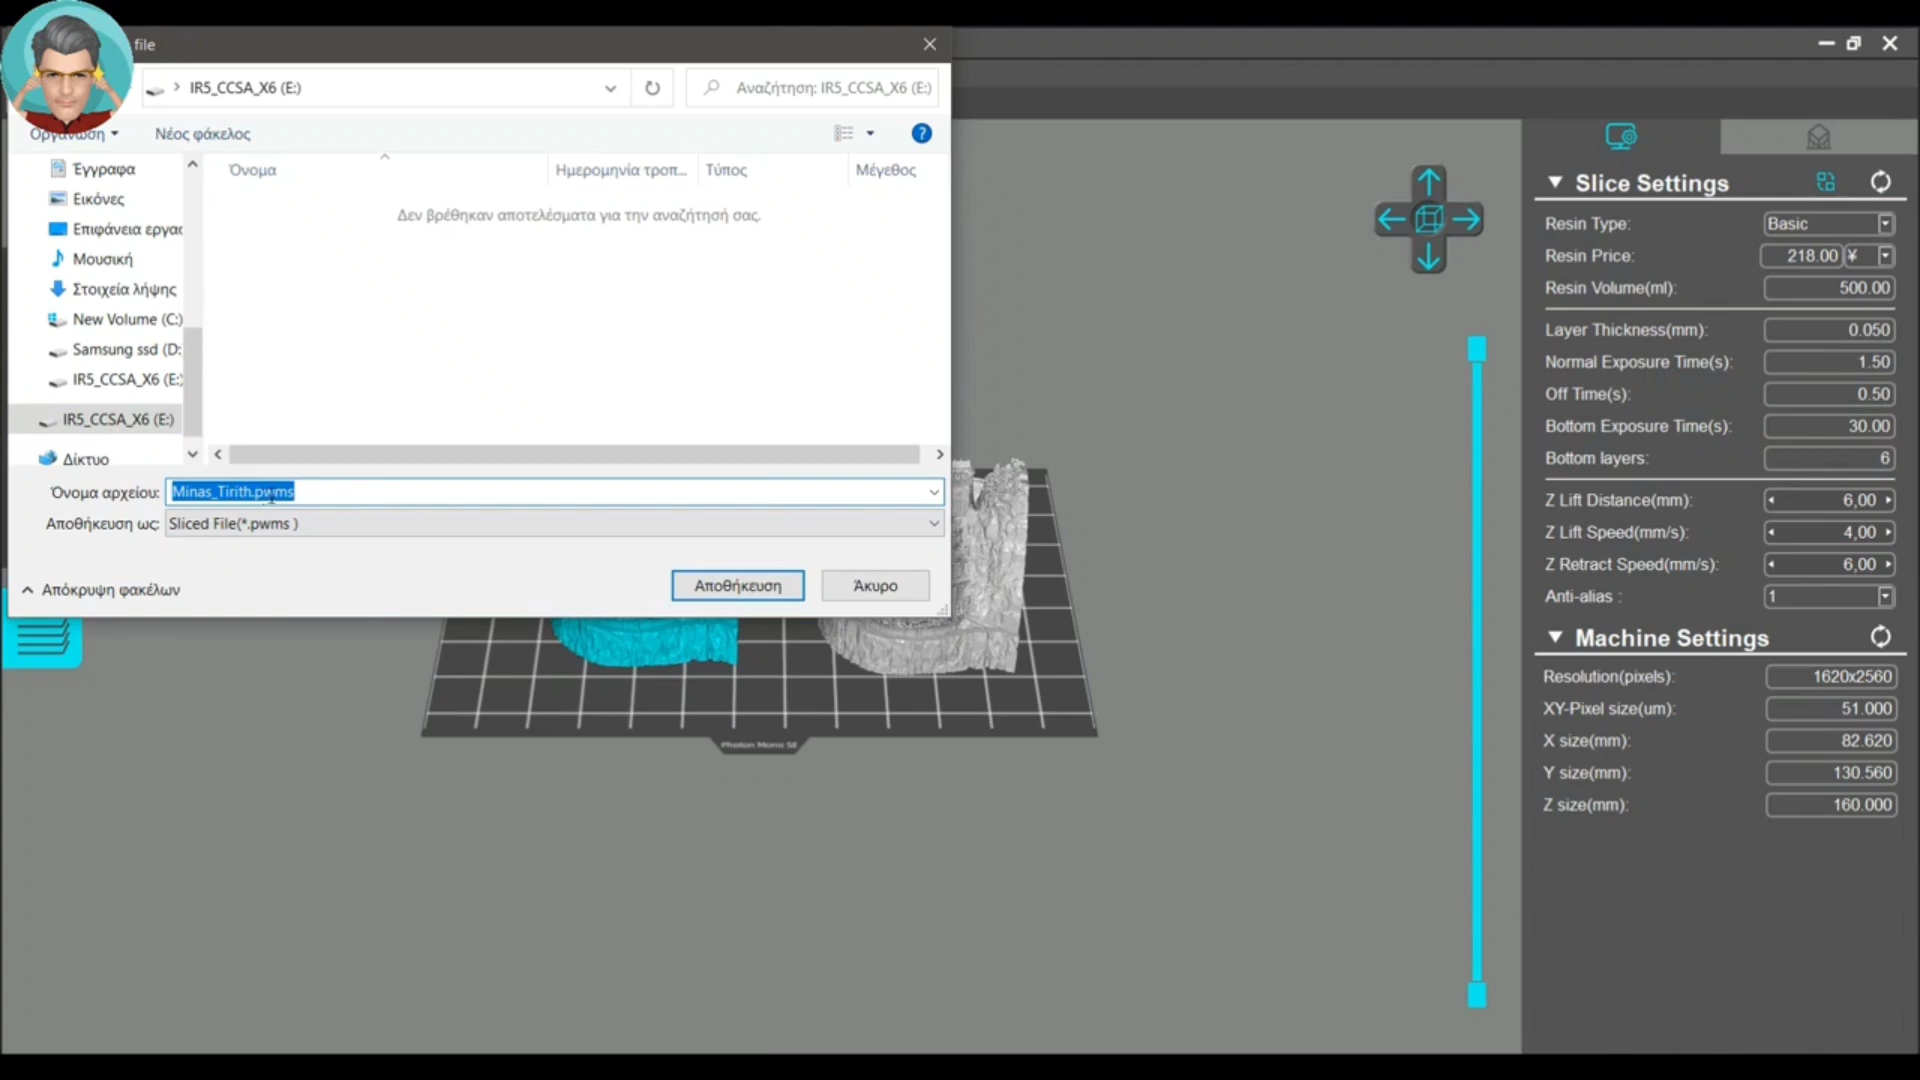 file
IR5_CCSA_X6 (E:)
Αναζήτηση: IR5_CCSA_X6 (E:)
Οργάνωση
Νέος φάκελος
Έγγραφα
Εικόνες
Επιφάνεια εργασ
Μουσική
Στοιχεία λήψης
New Volume (C:)
Samsung ssd (D:
IR5_CCSA_X6 (E:)
IR5_CCSA_X6 (E:)
Δίκτυο
Όνομα
Ημερομηνία τροπ...
Τύπος
Μέγεθος
Δεν βρέθηκαν αποτελέσματα για την αναζήτησή σας.
Όνομα αρχείου: Minas_Tirith.pwms
Αποθήκευση ως: Sliced File(*.pwms )
Απόκρυψη φακέλων
Αποθήκευση
Άκυρο
Photon Mono SE
Slice Settings
Resin Type: Basic
Resin Price: 218.00 ¥
Resin Volume(ml): 500.00
Layer Thickness(mm): 0.050
Normal Exposure Time(s): 1.50
Off Time(s): 0.50
Bottom Exposure Time(s): 30.00
Bottom layers: 6
Z Lift Distance(mm): 6,00
Z Lift Speed(mm/s): 4,00
Z Retract Speed(mm/s): 6,00
Anti-alias : 1
Machine Settings
Resolution(pixels): 1620x2560
XY-Pixel size(um): 51.000
X size(mm): 82.620
Y size(mm): 130.560
Z size(mm): 160.000